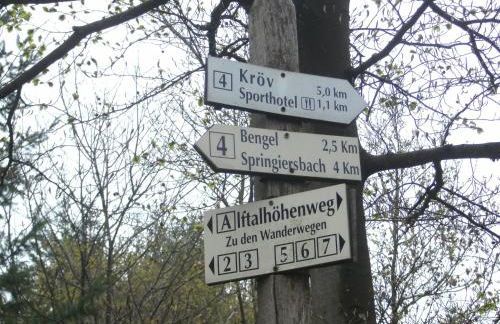 4 Kröv 5,0 km
Sporthotel 1,1 km
4 Bengel 2,5 Km
Springiersbach 4 Km
A lftalhöhenweg
Zu den Wanderwegen
2 3 5 6 7